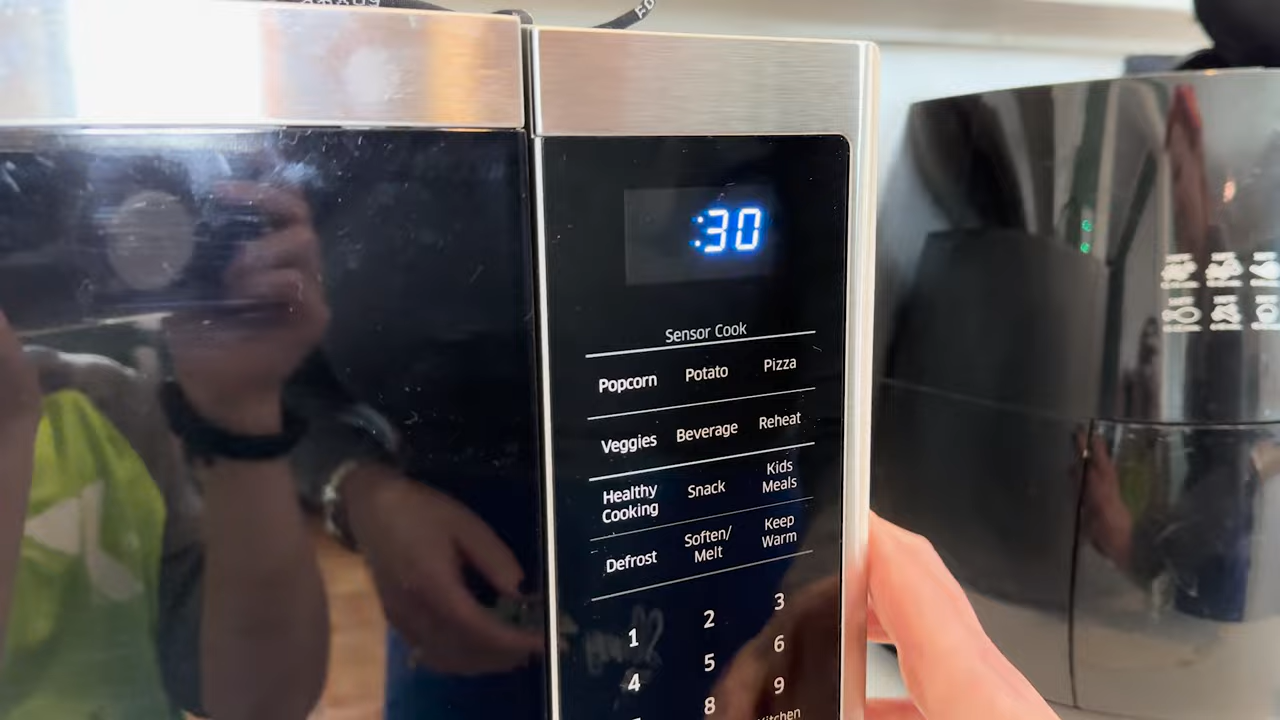 :30
Sensor Cook
Popcorn Potato Pizza
Veggies Beverage Reheat
Healthy Cooking Snack Kids Meals
Defrost Soften/ Melt Keep Warm
1 2 3
4 5 6
8 9
Kitchen